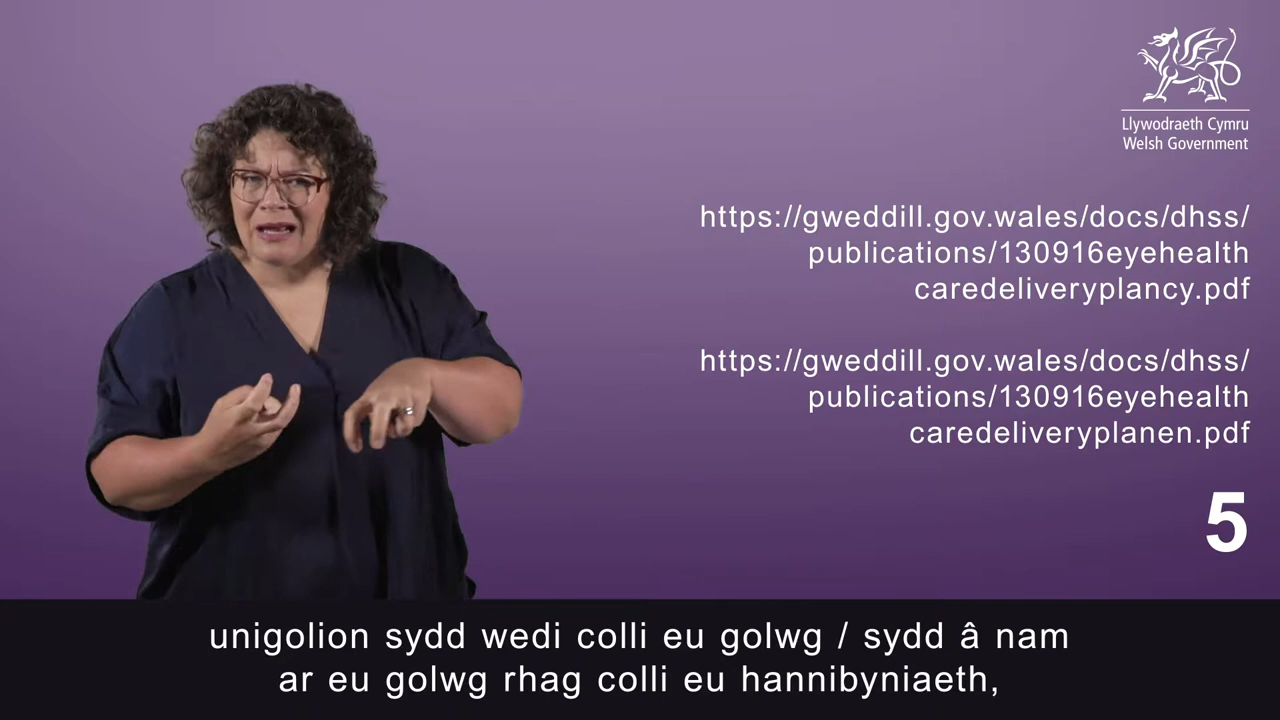 Llywodraeth Cymru
Welsh Government
https://gweddill.gov.wales/docs/dhss/
publications/130916eyehealth
caredeliveryplancy.pdf
https://gweddill.gov.wales/docs/dhss/
publications/130916eyehealth
caredeliveryplanen.pdf
5
unigolion sydd wedi colli eu golwg / sydd â nam
ar eu golwg rhag colli eu hannibyniaeth,